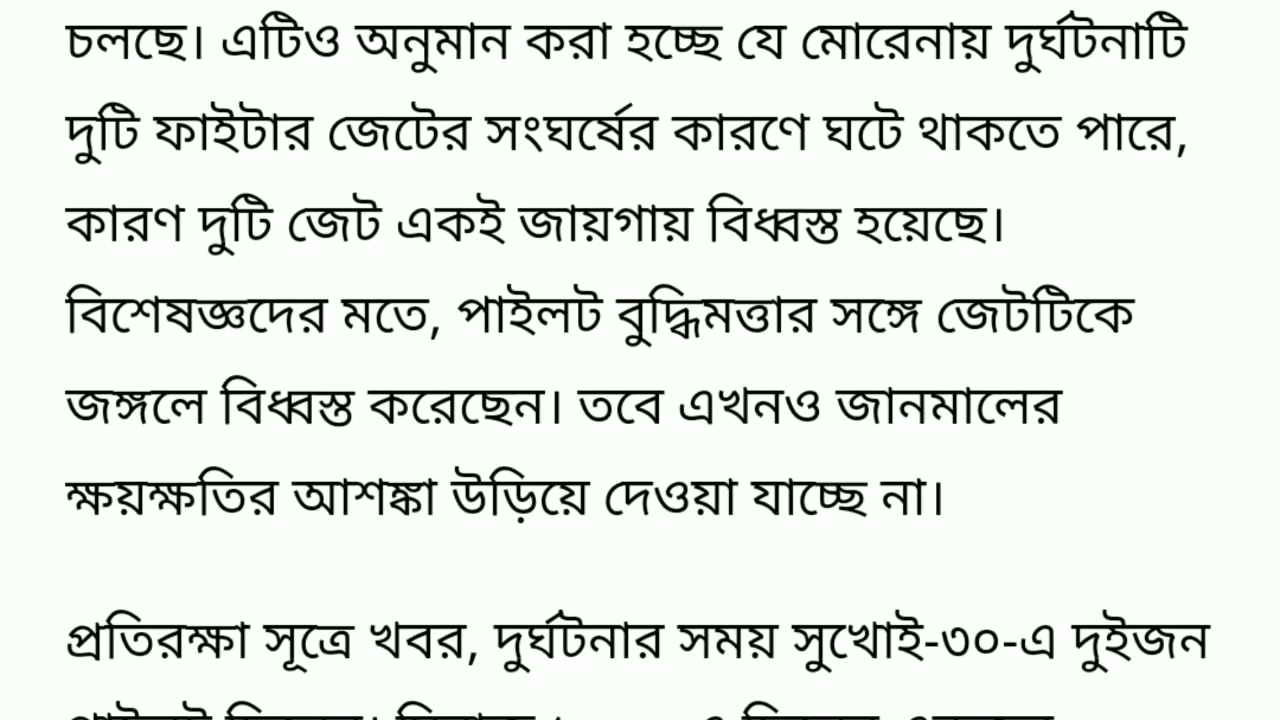 চলছে। এটিও অনুমান করা হচ্ছে যে মোরেনায় দুর্ঘটনাটি
দুটি ফাইটার জেটের সংঘর্ষের কারণে ঘটে থাকতে পারে,
কারণ দুটি জেট একই জায়গায় বিধ্বস্ত হয়েছে।
বিশেষজ্ঞদের মতে, পাইলট বুদ্ধিমত্তার সঙ্গে জেটটিকে
জঙ্গলে বিধ্বস্ত করেছেন। তবে এখনও জানমালের
ক্ষয়ক্ষতির আশঙ্কা উড়িয়ে দেওয়া যাচ্ছে না।
প্রতিরক্ষা সূত্রে খবর, দুর্ঘটনার সময় সুখোই-৩০-এ দুইজন